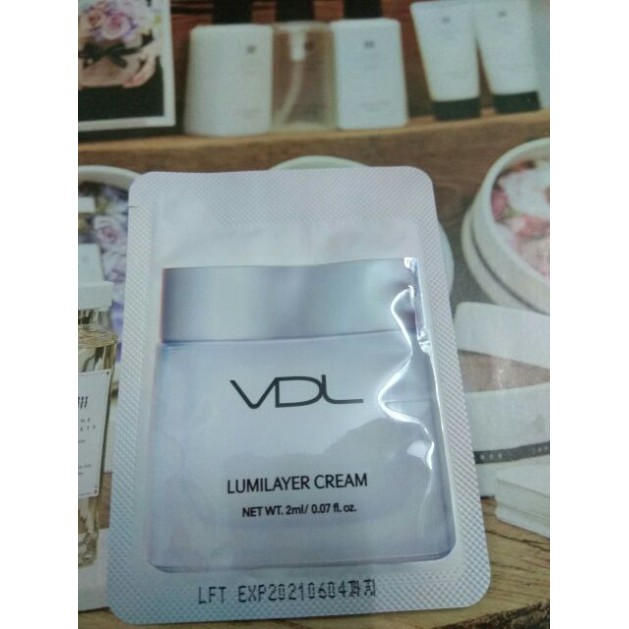 VDL
LUMILAYER CREAM
NET WT. 2ml/ 0.07 fl. oz.
LFT EXP20210604까지